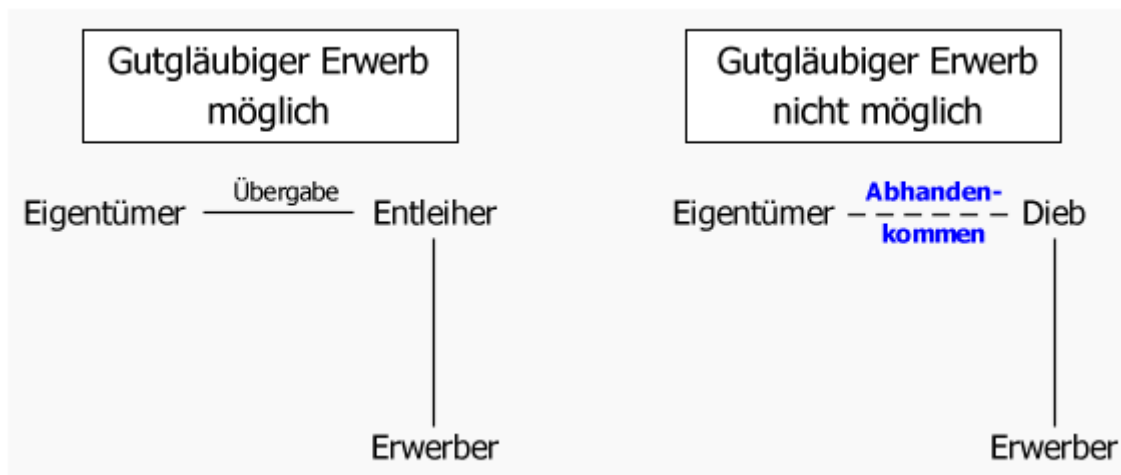 Gutgläubiger Erwerb
möglich
Gutgläubiger Erwerb
nicht möglich
Eigentümer
Übergabe
Entleiher
Erwerber
Eigentümer
Abhanden-
kommen
Dieb
Erwerber